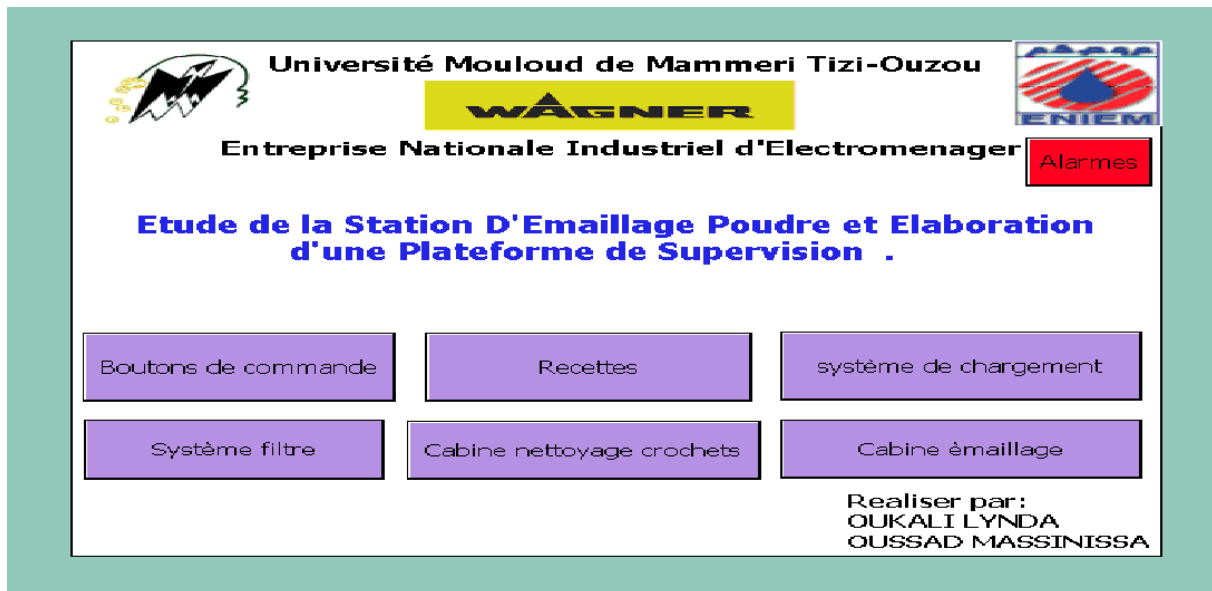 Université Mouloud de Mammeri Tizi-Ouzou
WAGNER
ENIEM
Entreprise Nationale Industriel d'Electromenager
Alarmes
Etude de la Station D'Emaillage Poudre et Elaboration
d'une Plateforme de Supervision .
Boutons de commande
Recettes
système de chargement
Système filtre
Cabine nettoyage crochets
Cabine èmaillage
Realiser par:
OUKALI LYNDA
OUSSAD MASSINISSA